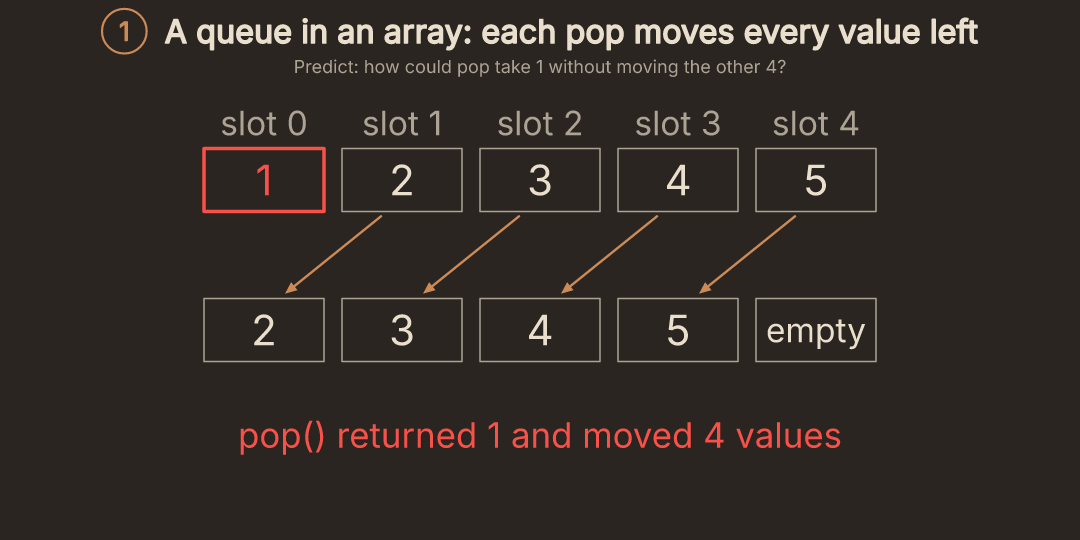 1 A queue in an array: each pop moves every value left
Predict: how could pop take 1 without moving the other 4?
slot 0 slot 1 slot 2 slot 3 slot 4
1 2 3 4 5
2 3 4 5 empty
pop() returned 1 and moved 4 values